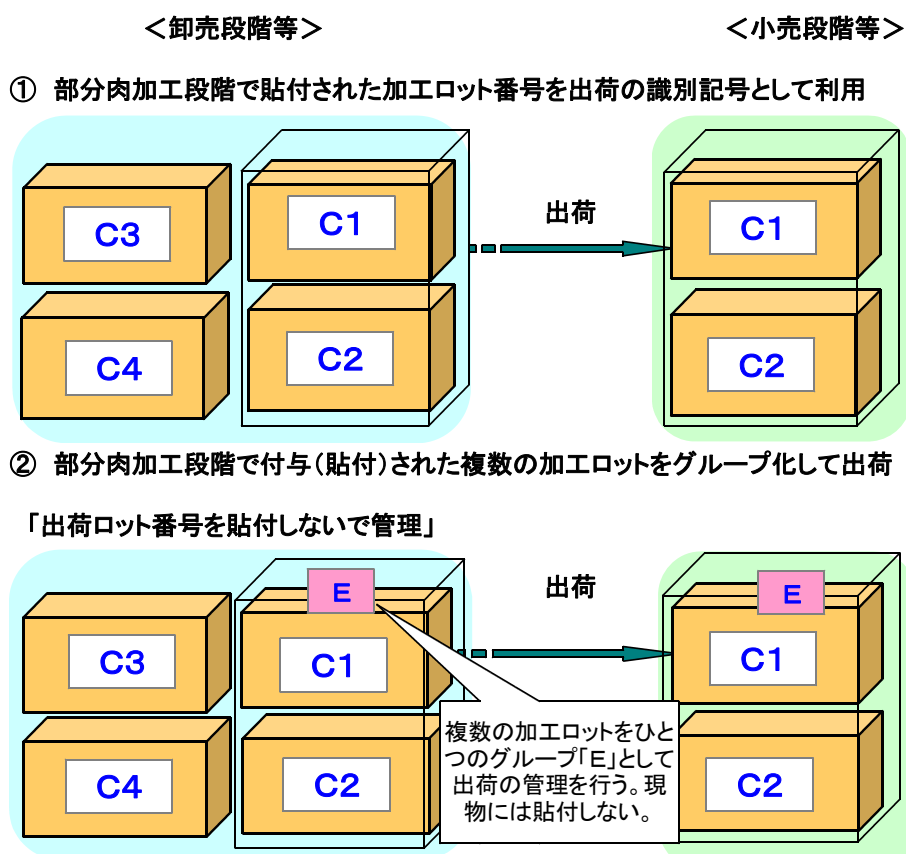 ＜卸売段階等＞
＜小売段階等＞
① 部分肉加工段階で貼付された加工ロット番号を出荷の識別記号として利用
C3
C1
出荷
C1
C4
C2
C2
② 部分肉加工段階で付与（貼付）された複数の加工ロットをグループ化して出荷
「出荷ロット番号を貼付しないで管理」
E
出荷
E
C3
C1
C1
複数の加工ロットをひと
つのグループ「E」として
出荷の管理を行う。現
物には貼付しない。
C4
C2
C2